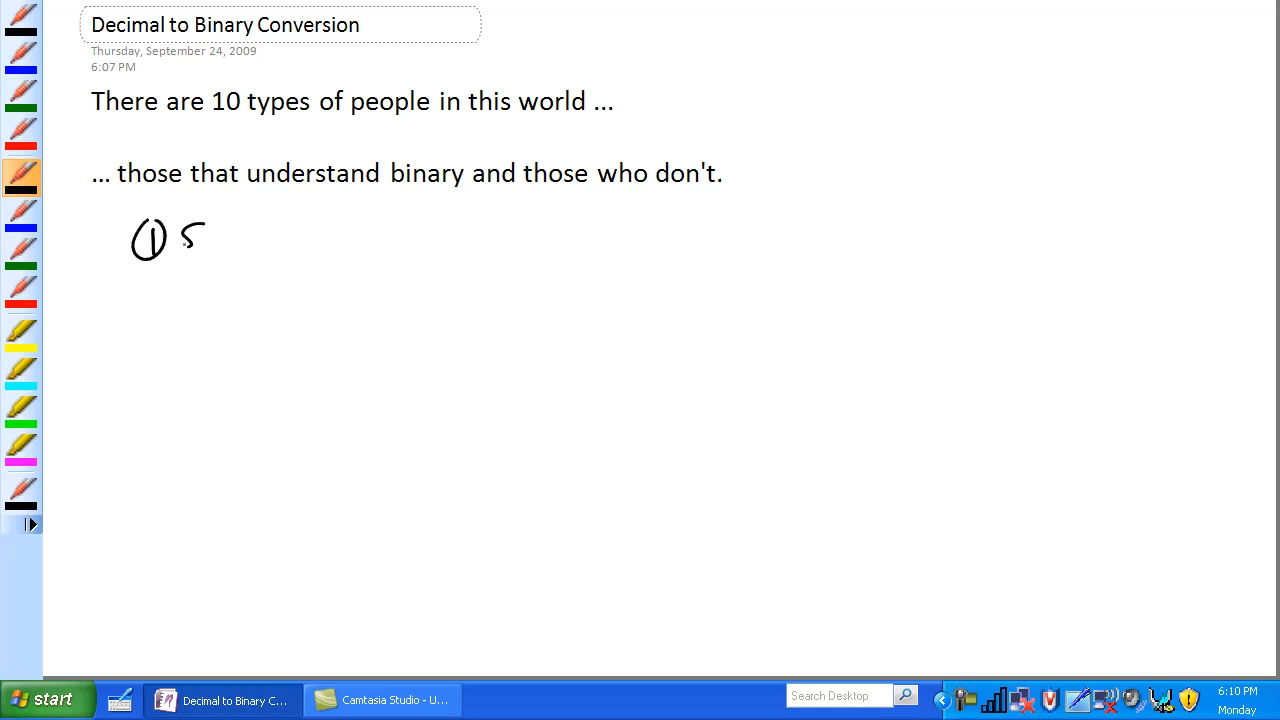 Decimal to Binary Conversion
Thursday, September 24, 2009
6:07 PM
There are 10 types of people in this world ...
... those that understand binary and those who don't.
① 5
start
Decimal to Binary C...
Camtasia Studio - U...
Search Desktop
6:10 PM
Monday